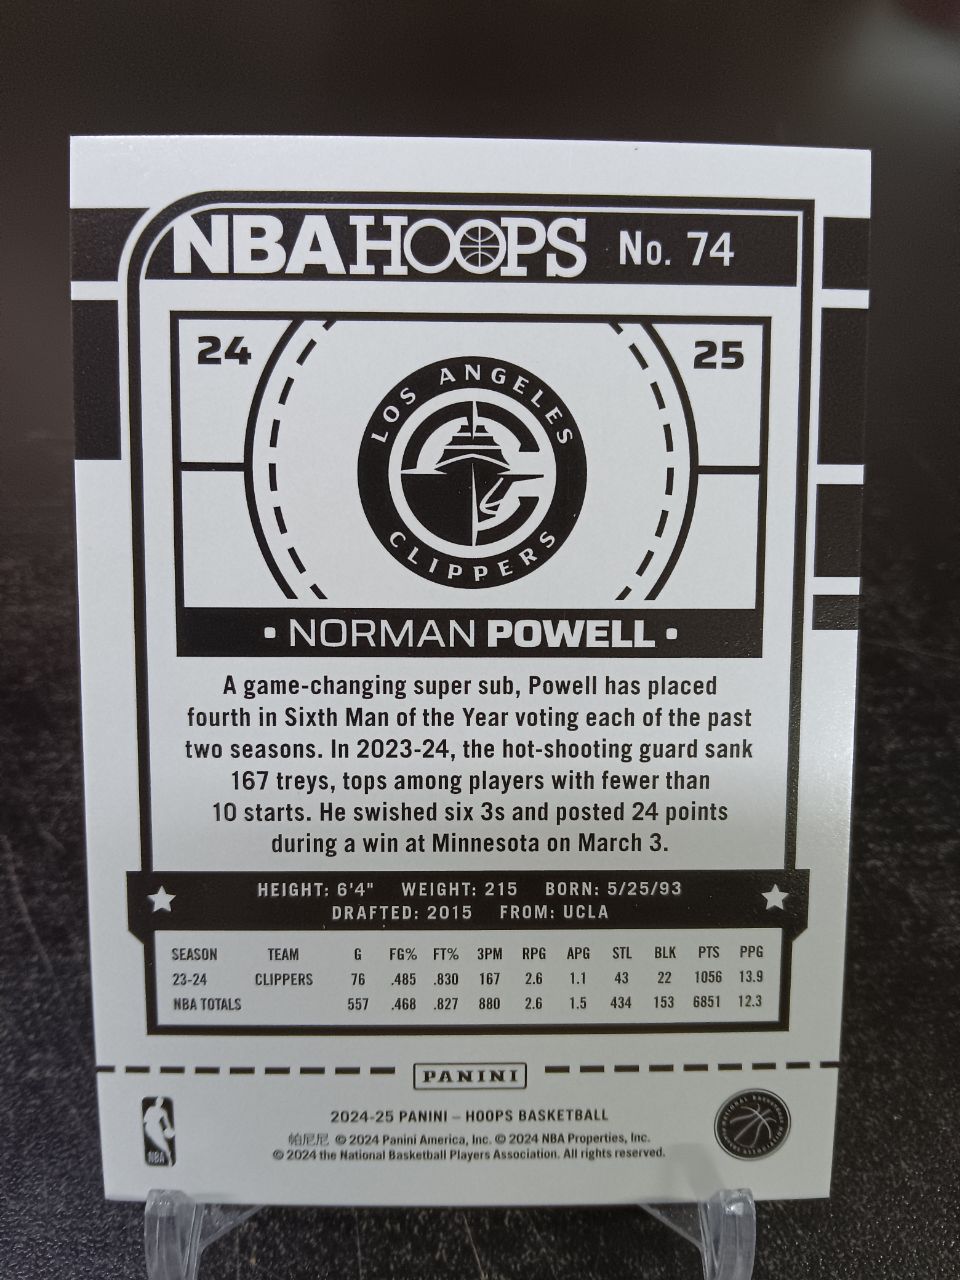 NBA HOOPS No. 74
24 25
LOS ANGELES
CLIPPERS
• NORMAN POWELL •
A game-changing super sub, Powell has placed
fourth in Sixth Man of the Year voting each of the past
two seasons. In 2023-24, the hot-shooting guard sank
167 treys, tops among players with fewer than
10 starts. He swished six 3s and posted 24 points
during a win at Minnesota on March 3.
HEIGHT: 6'4" WEIGHT: 215 BORN: 5/25/93
DRAFTED: 2015 FROM: UCLA
SEASON TEAM G FG% FT% 3PM RPG APG STL BLK PTS PPG
23-24 CLIPPERS 76 .485 .830 167 2.6 1.1 43 22 1056 13.9
NBA TOTALS 557 .468 .827 880 2.6 1.5 434 153 6851 12.3
PANINI
2024-25 PANINI – HOOPS BASKETBALL
帕尼尼 © 2024 Panini America, Inc. © 2024 NBA Properties, Inc.
© 2024 the National Basketball Players Association. All rights reserved.
NBA